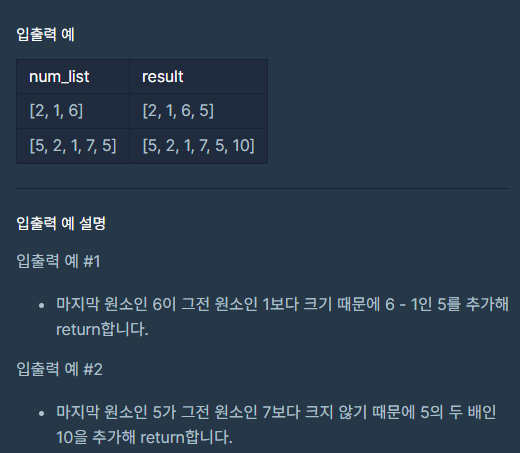 입출력 예
num_list result
[2, 1, 6] [2, 1, 6, 5]
[5, 2, 1, 7, 5] [5, 2, 1, 7, 5, 10]
입출력 예 설명
입출력 예 #1
• 마지막 원소인 6이 그전 원소인 1보다 크기 때문에 6 - 1인 5를 추가해
return합니다.
입출력 예 #2
• 마지막 원소인 5가 그전 원소인 7보다 크지 않기 때문에 5의 두 배인
10을 추가해 return합니다.